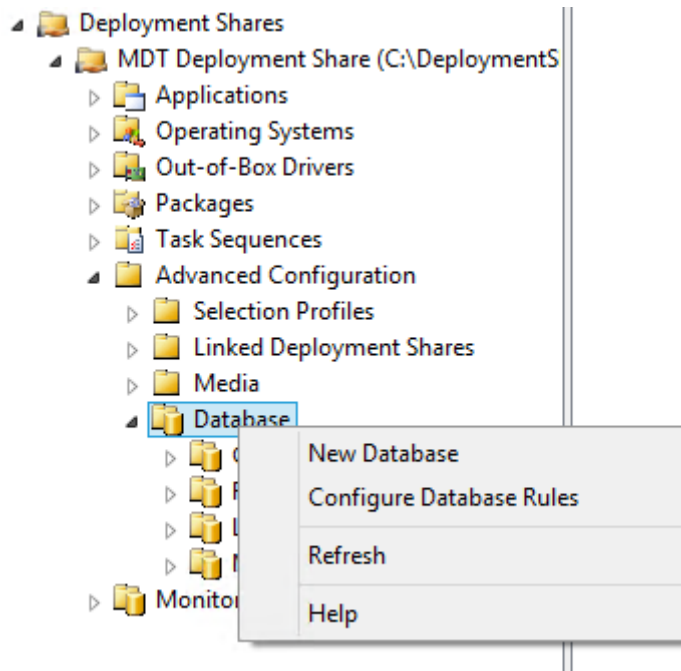 Deployment Shares
MDT Deployment Share (C:\DeploymentS
Applications
Operating Systems
Out-of-Box Drivers
Packages
Task Sequences
Advanced Configuration
Selection Profiles
Linked Deployment Shares
Media
Database
New Database
Configure Database Rules
Refresh
Monitor
Help